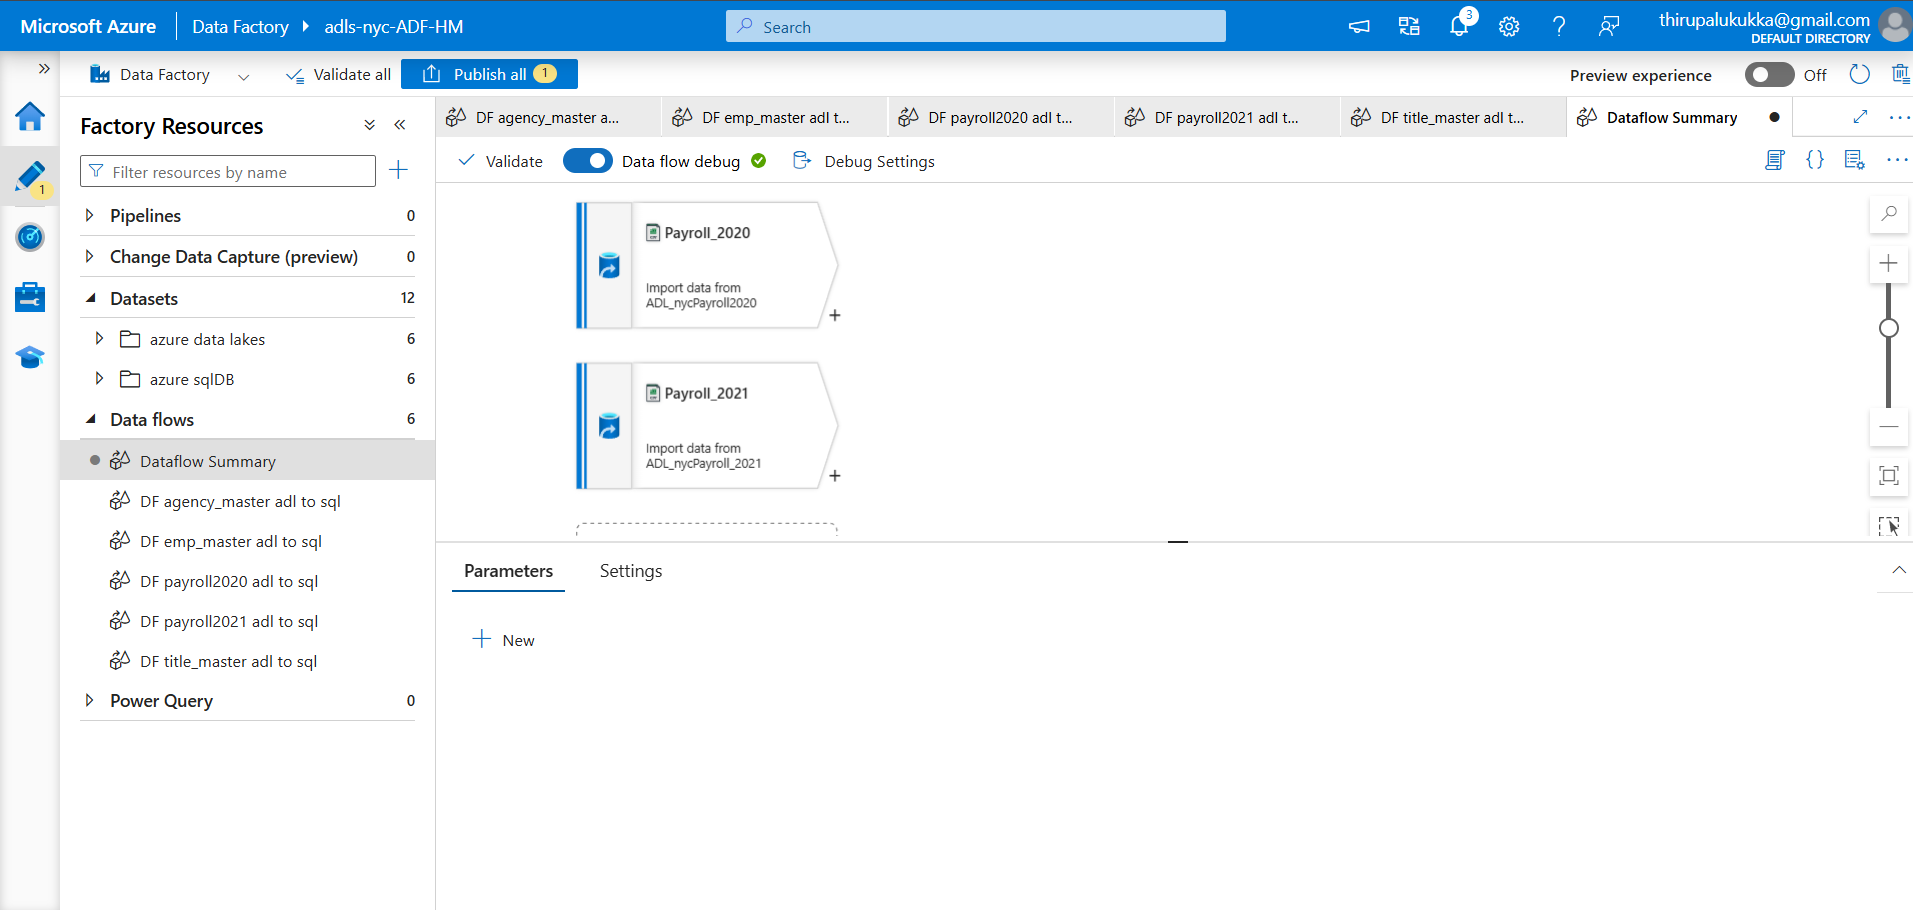 Microsoft Azure
Data Factory
adls-nyc-ADF-HM
Search
3
thirupalukukka@gmail.com
DEFAULT DIRECTORY
Data Factory
Validate all
Publish all
1
Preview experience
Off
1
Factory Resources
Filter resources by name
Pipelines 0
Change Data Capture (preview) 0
Datasets 12
azure data lakes 6
azure sqlDB 6
Data flows 6
Dataflow Summary
DF agency_master adl to sql
DF emp_master adl to sql
DF payroll2020 adl to sql
DF payroll2021 adl to sql
DF title_master adl to sql
Power Query 0
DF agency_master a...
DF emp_master adl t...
DF payroll2020 adl t...
DF payroll2021 adl t...
DF title_master adl t...
Dataflow Summary
Validate
Data flow debug
Debug Settings
Payroll_2020
Import data from
ADL_nycPayroll2020
Payroll_2021
Import data from
ADL_nycPayroll_2021
Parameters
Settings
New